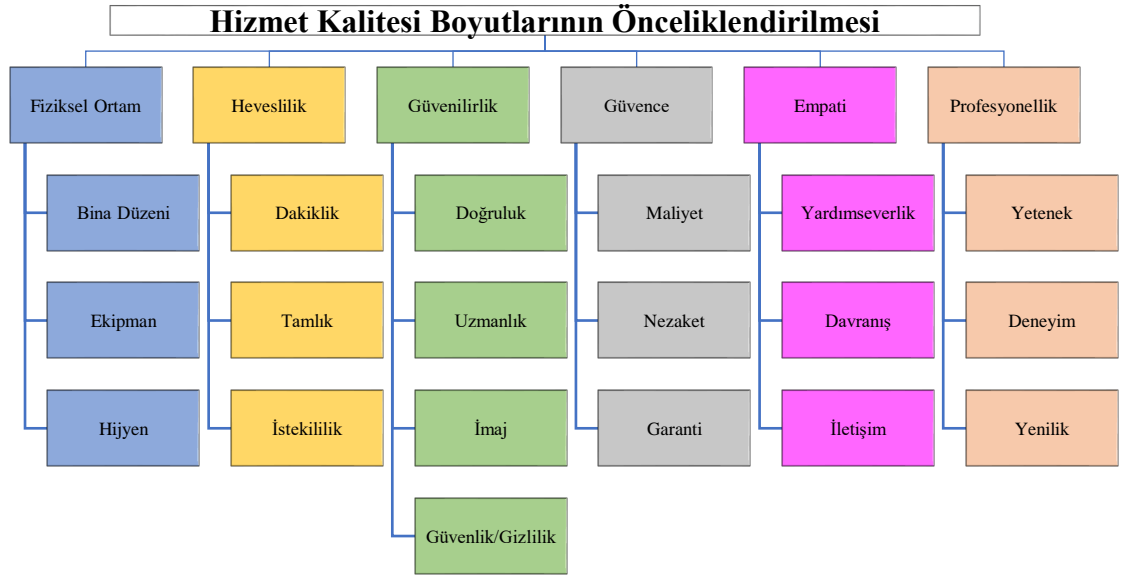 Hizmet Kalitesi Boyutlarının Önceliklendirilmesi
Fiziksel Ortam
Heveslilik
Güvenilirlik
Güvence
Empati
Profesyonellik
Bina Düzeni
Dakiklik
Doğruluk
Maliyet
Yardımseverlik
Yetenek
Ekipman
Tamlık
Uzmanlık
Nezaket
Davranış
Deneyim
Hijyen
İstekililik
İmaj
Garanti
İletişim
Yenilik
Güvenlik/Gizlilik